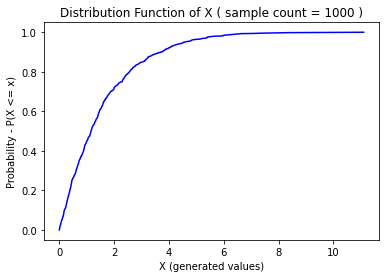 Distribution Function of X ( sample count = 1000 )
Probability - P(X <= x)
1.0
0.8
0.6
0.4
0.2
0.0
0 2 4 6 8 10
X (generated values)